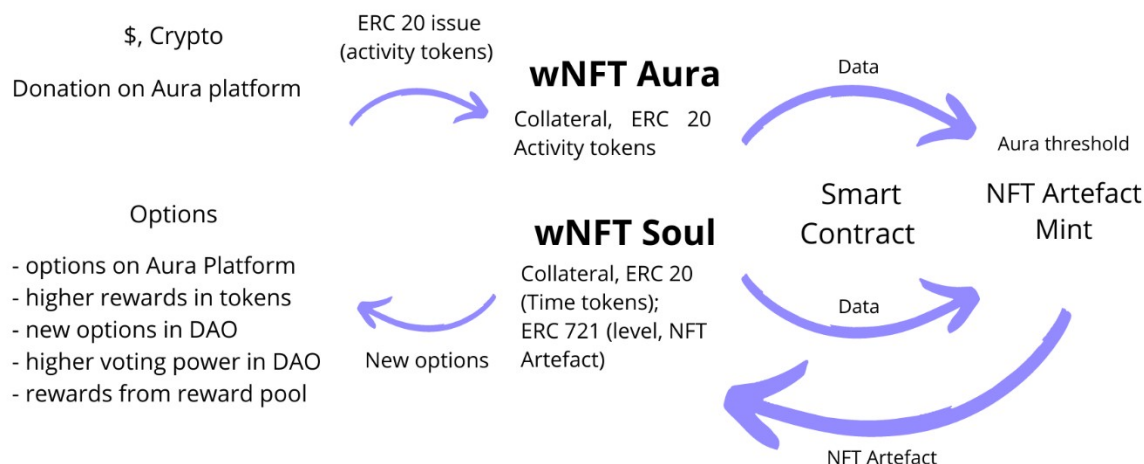 $, Crypto
Donation on Aura platform
ERC 20 issue
(activity tokens)
wNFT Aura
Collateral, ERC 20
Activity tokens
Data
Aura threshold
NFT Artefact
Mint
Smart
Contract
Options
- options on Aura Platform
- higher rewards in tokens
- new options in DAO
- higher voting power in DAO
- rewards from reward pool
New options
wNFT Soul
Collateral, ERC 20
(Time tokens);
ERC 721 (level, NFT
Artefact)
Data
NFT Artefact